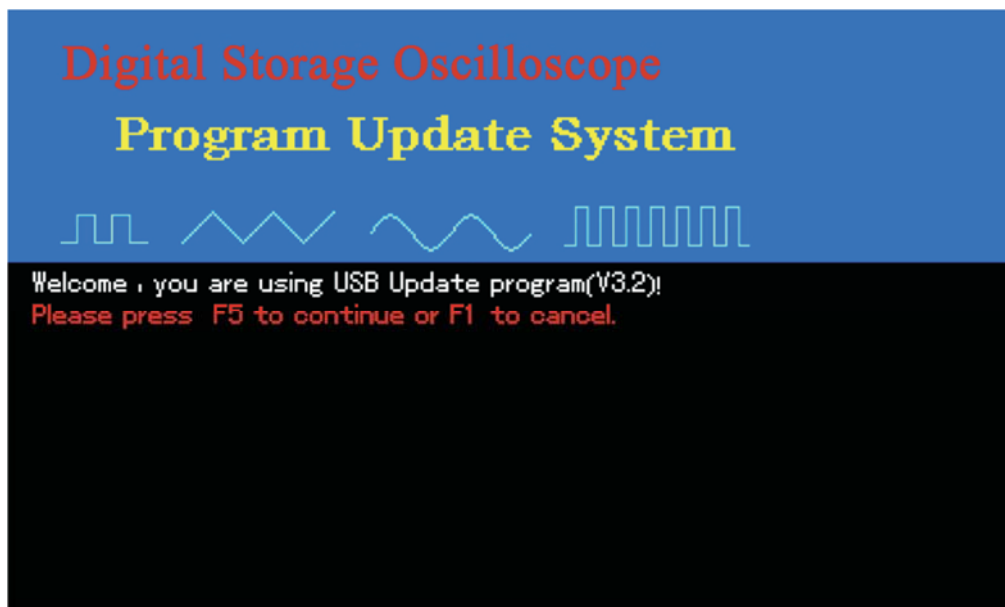 Digital Storage Oscilloscope
Program Update System
Welcome , you are using USB Update program(V3.2)!
Please press F5 to continue or F1 to cancel.